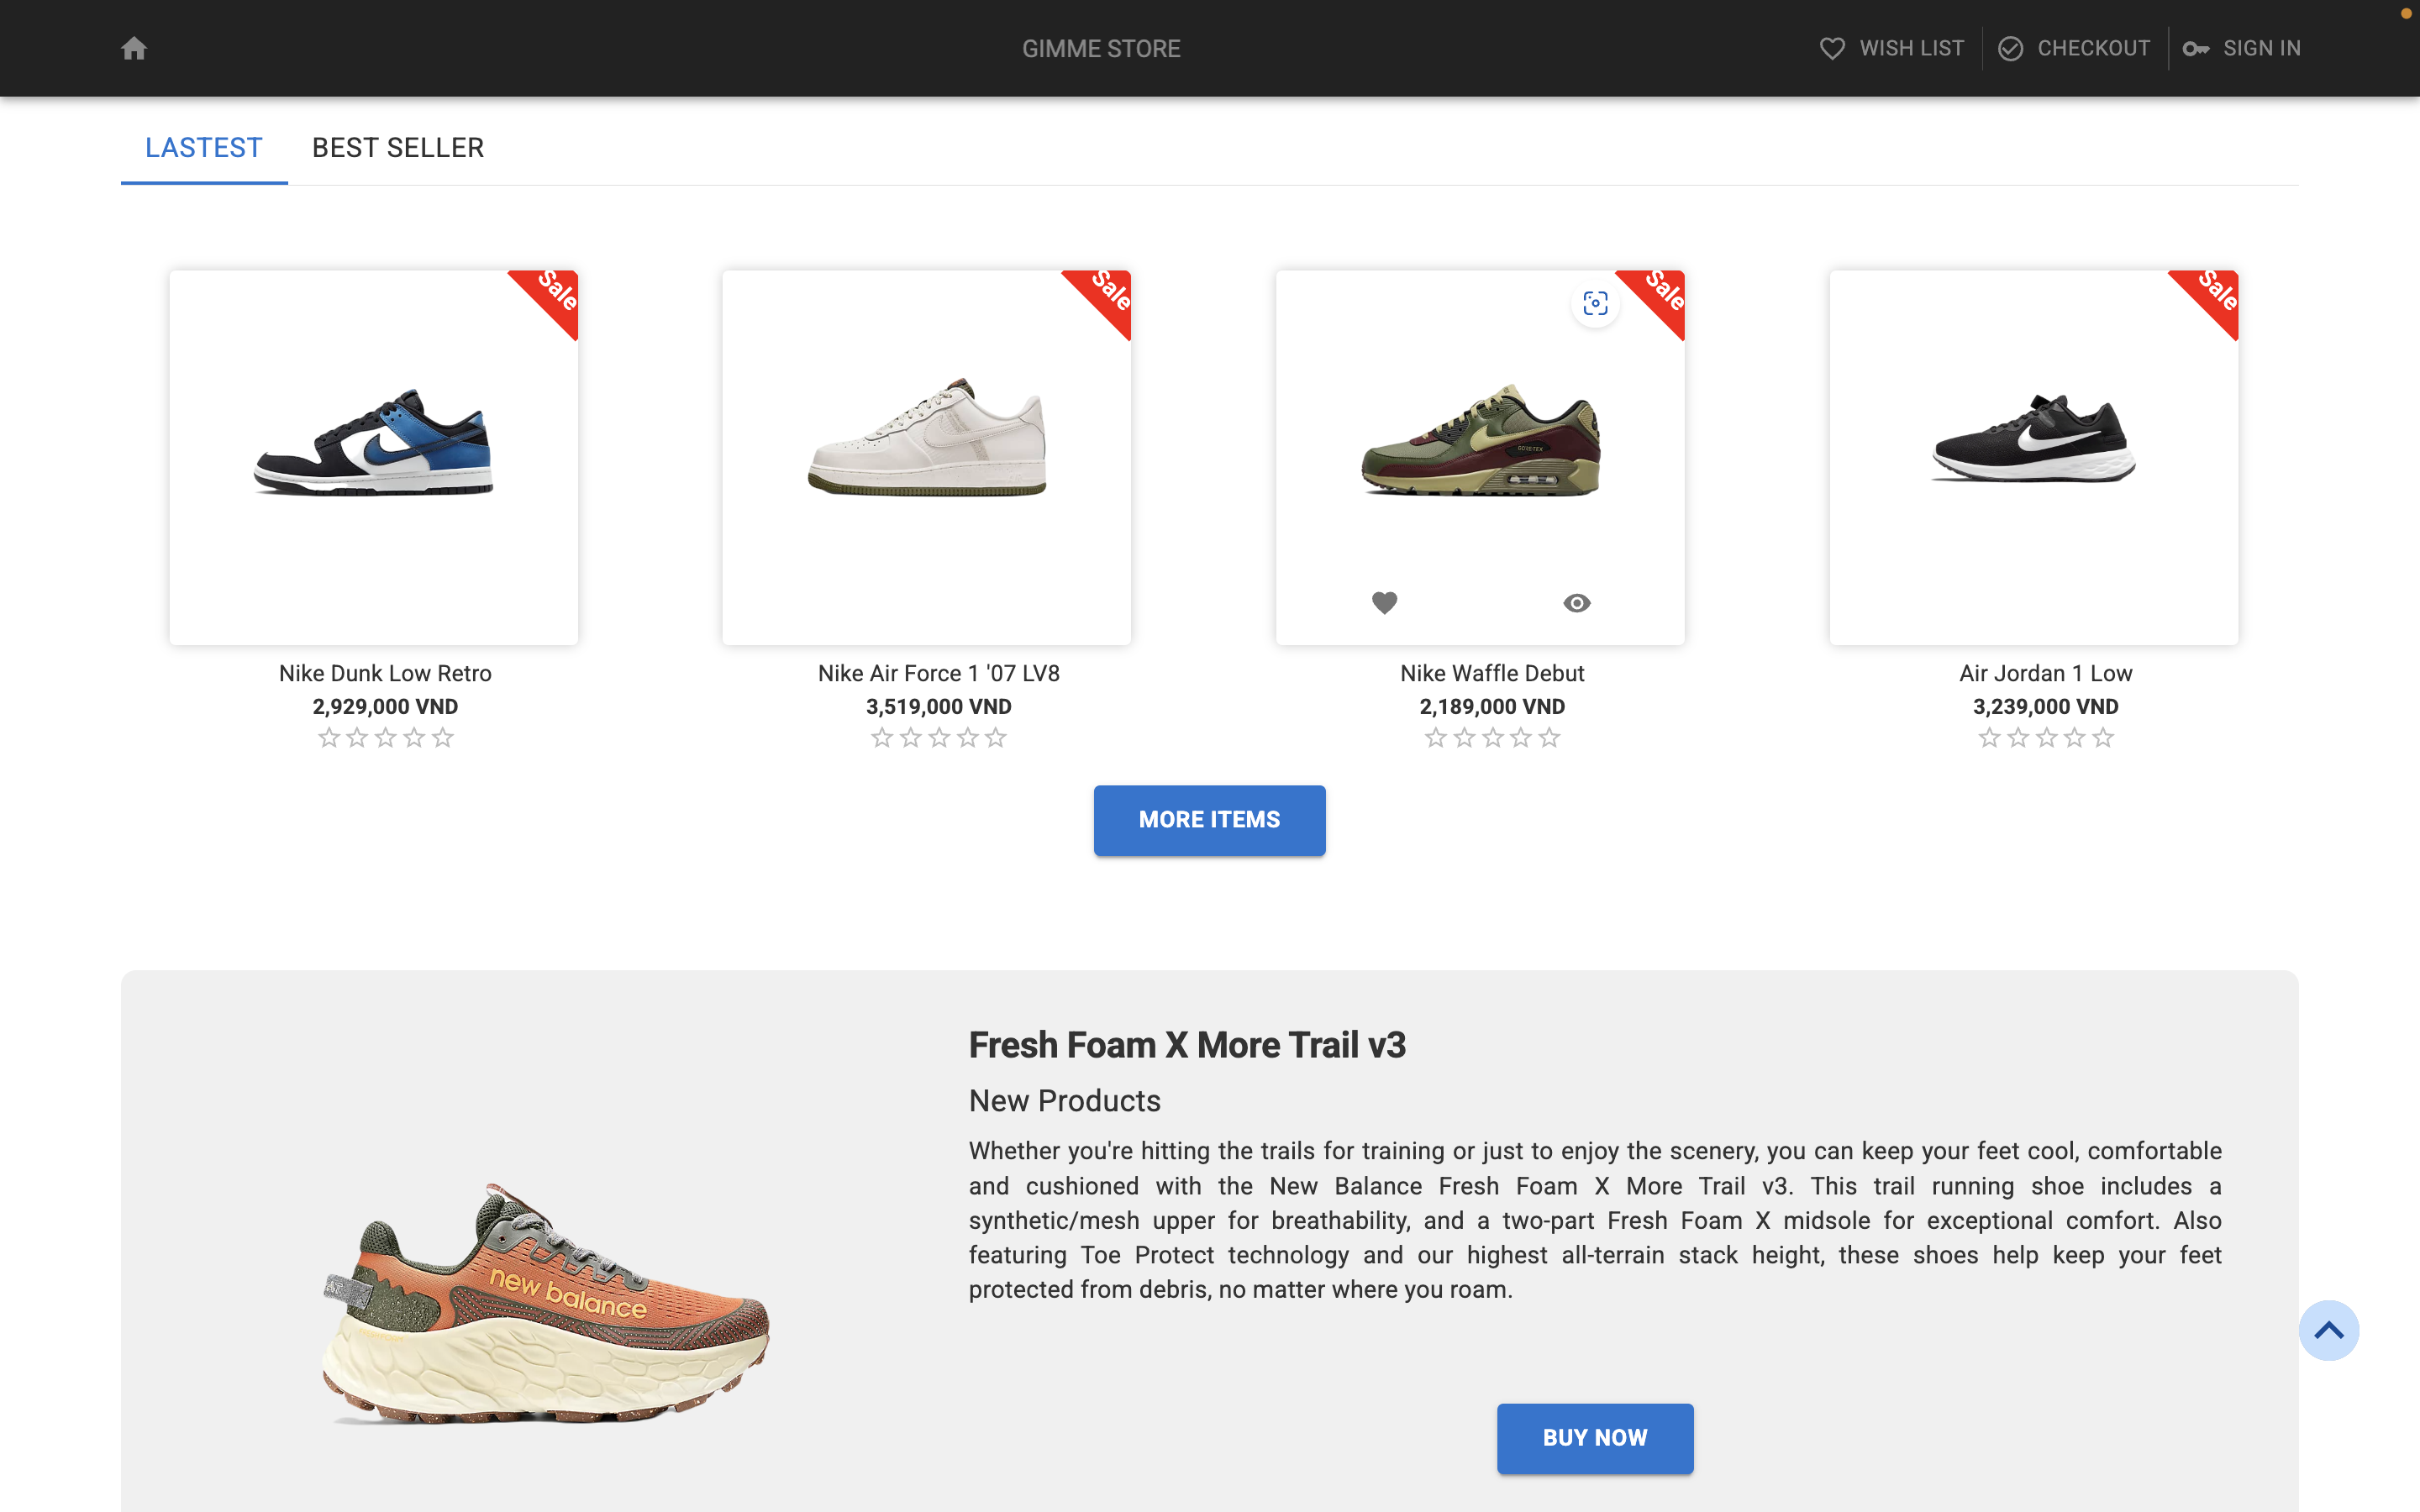 GIMME STORE
WISH LIST
CHECKOUT
SIGN IN
LASTEST
BEST SELLER
Sale
Sale
Sale
Sale
GORE-TEX
Nike Dunk Low Retro
Nike Air Force 1 '07 LV8
Nike Waffle Debut
Air Jordan 1 Low
2,929,000 VND
3,519,000 VND
2,189,000 VND
3,239,000 VND
MORE ITEMS
Fresh Foam X More Trail v3
New Products
Whether you're hitting the trails for training or just to enjoy the scenery, you can keep your feet cool, comfortable
and cushioned with the New Balance Fresh Foam X More Trail v3. This trail running shoe includes a
synthetic/mesh upper for breathability, and a two-part Fresh Foam X midsole for exceptional comfort. Also
featuring Toe Protect technology and our highest all-terrain stack height, these shoes help keep your feet
protected from debris, no matter where you roam.
new balance
BUY NOW